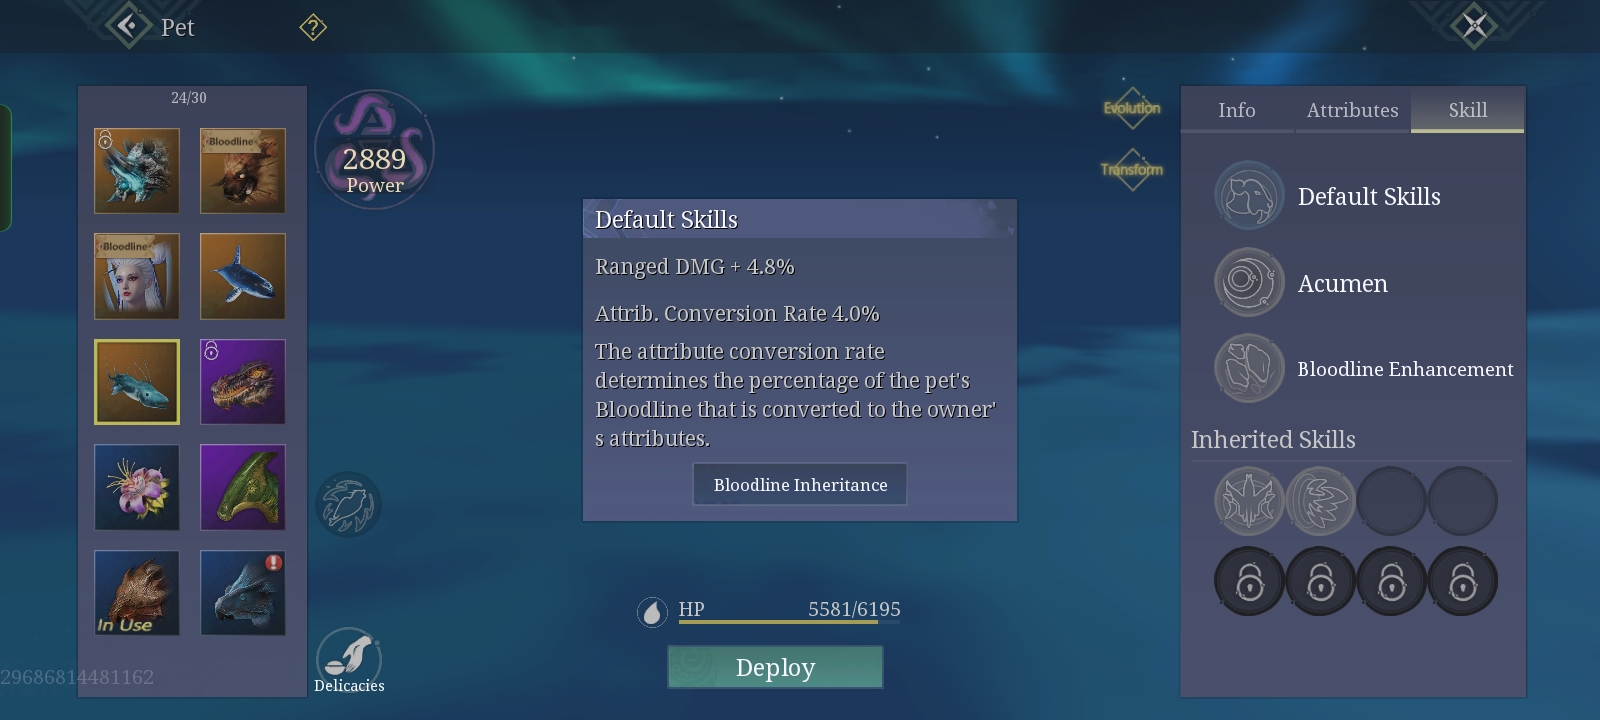 Pet
?
24/30
Bloodline
Bloodline
In Use
2889
Power
Delicacies
29686814481162
Evolution
Transform
Default Skills
Ranged DMG + 4.8%
Attrib. Conversion Rate 4.0%
The attribute conversion rate
determines the percentage of the pet's
Bloodline that is converted to the owner'
s attributes.
Bloodline Inheritance
HP 5581/6195
Deploy
Info Attributes Skill
Default Skills
Acumen
Bloodline Enhancement
Inherited Skills